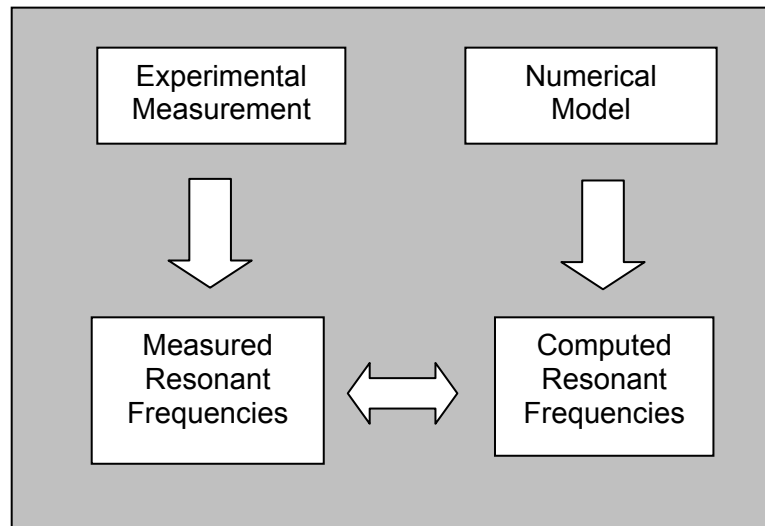 Experimental
Measurement
Numerical
Model
Measured
Resonant
Frequencies
Computed
Resonant
Frequencies